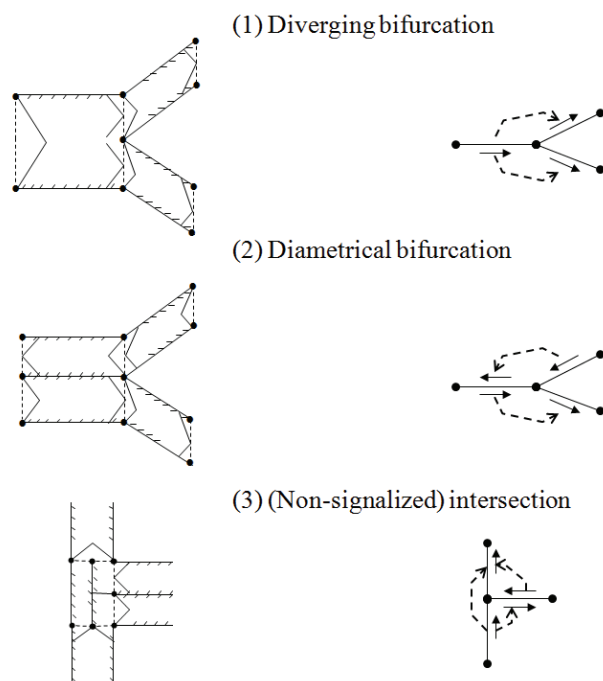 (1) Diverging bifurcation
(2) Diametrical bifurcation
(3) (Non-signalized) intersection